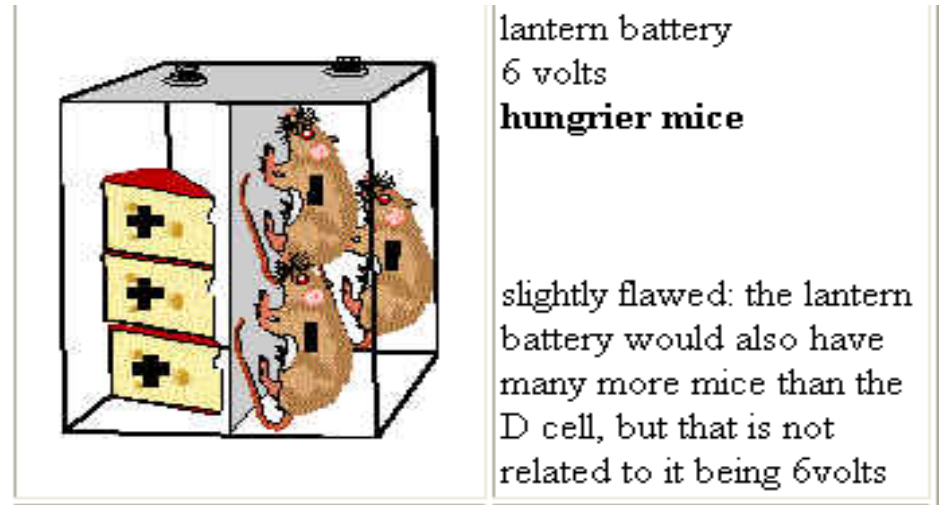 lantern battery
6 volts
hungrier mice
slightly flawed: the lantern
battery would also have
many more mice than the
D cell, but that is not
related to it being 6volts